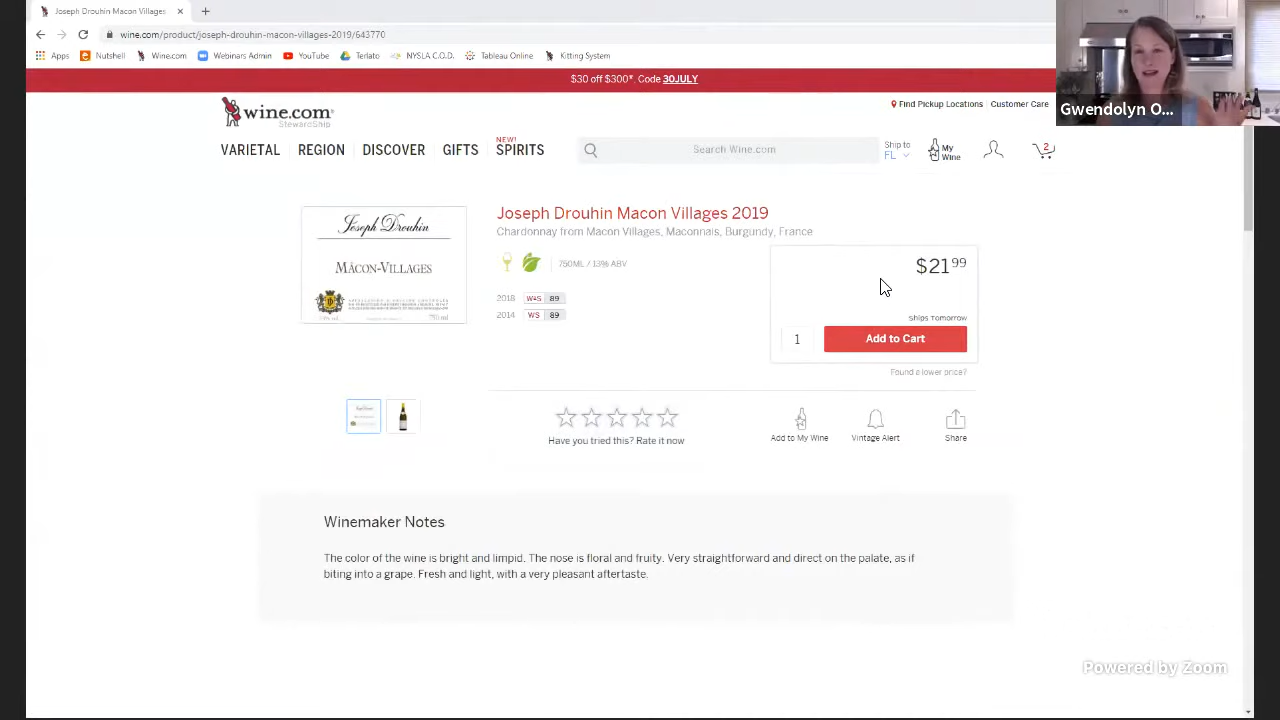 Joseph Drouhin Macon Villages
wine.com/product/joseph-drouhin-macon-villages-2019/643770
Apps Nutshell Wine.com Webinars Admin YouTube Terlato NYSLA C.O.D. Tableau Online Kitting System
$30 off $300*. Code 30JULY
Gwendolyn O...
wine.com
StewardShip
Find Pickup Locations Customer Care
VARIETAL REGION DISCOVER GIFTS NEW! SPIRITS
Search Wine.com
Ship to
FL
My
Wine
2
Joseph Drouhin
MÂCON-VILLAGES
Joseph Drouhin Macon Villages 2019
Chardonnay from Macon Villages, Maconnais, Burgundy, France
750ML / 13% ABV
2018 W&S 89
2014 WS 89
$21 99
Ships Tomorrow
1 Add to Cart
Found a lower price?
Have you tried this? Rate it now
Add to My Wine Vintage Alert Share
Winemaker Notes
The color of the wine is bright and limpid. The nose is floral and fruity. Very straightforward and direct on the palate, as if
biting into a grape. Fresh and light, with a very pleasant aftertaste.
Powered by Zoom